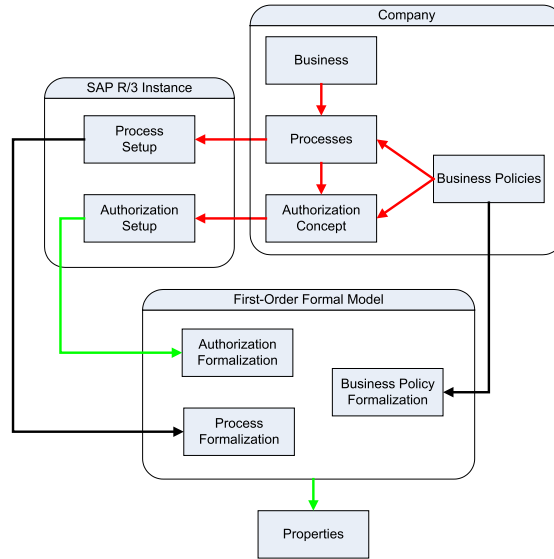 Company
Business
SAP R/3 Instance
Process
Setup
Processes
Business Policies
Authorization
Setup
Authorization
Concept
First-Order Formal Model
Authorization
Formalization
Business Policy
Formalization
Process
Formalization
Properties